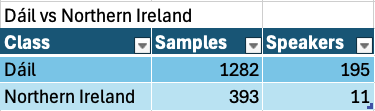 Dáil vs Northern Ireland
Class Samples Speakers
Dáil 1282 195
Northern Ireland 393 11